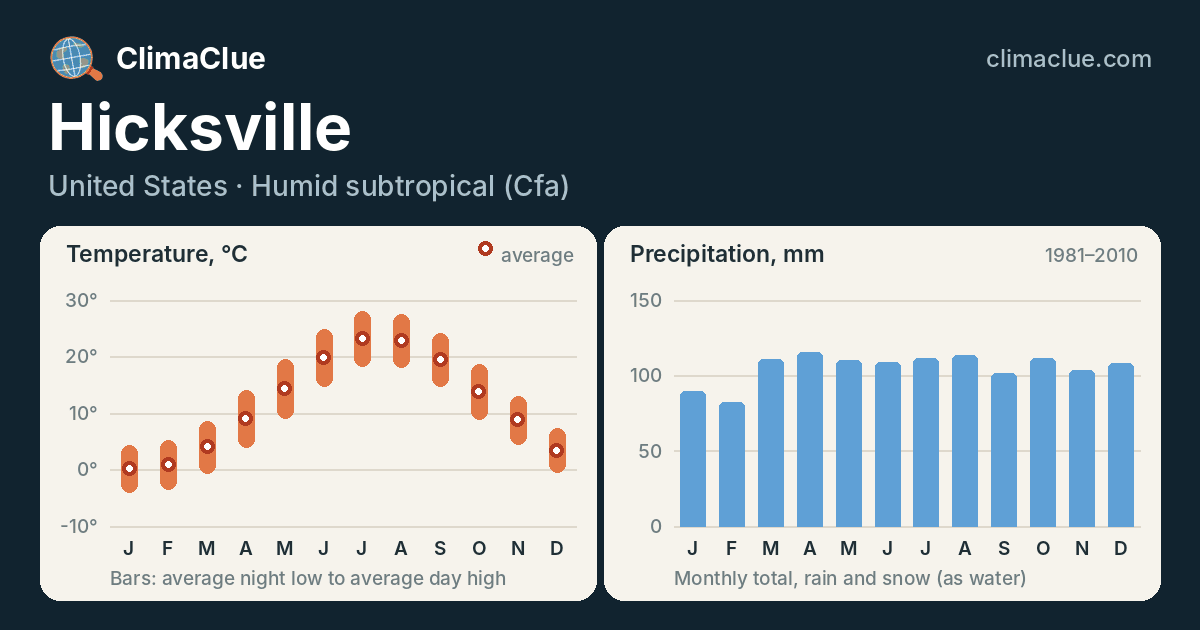 ClimaClue
climaclue.com
Hicksville
United States · Humid subtropical (Cfa)
Temperature, °C
average
30°
20°
10°
0°
-10°
J F M A M J J A S O N D
Bars: average night low to average day high
Precipitation, mm
1981–2010
150
100
50
0
J F M A M J J A S O N D
Monthly total, rain and snow (as water)